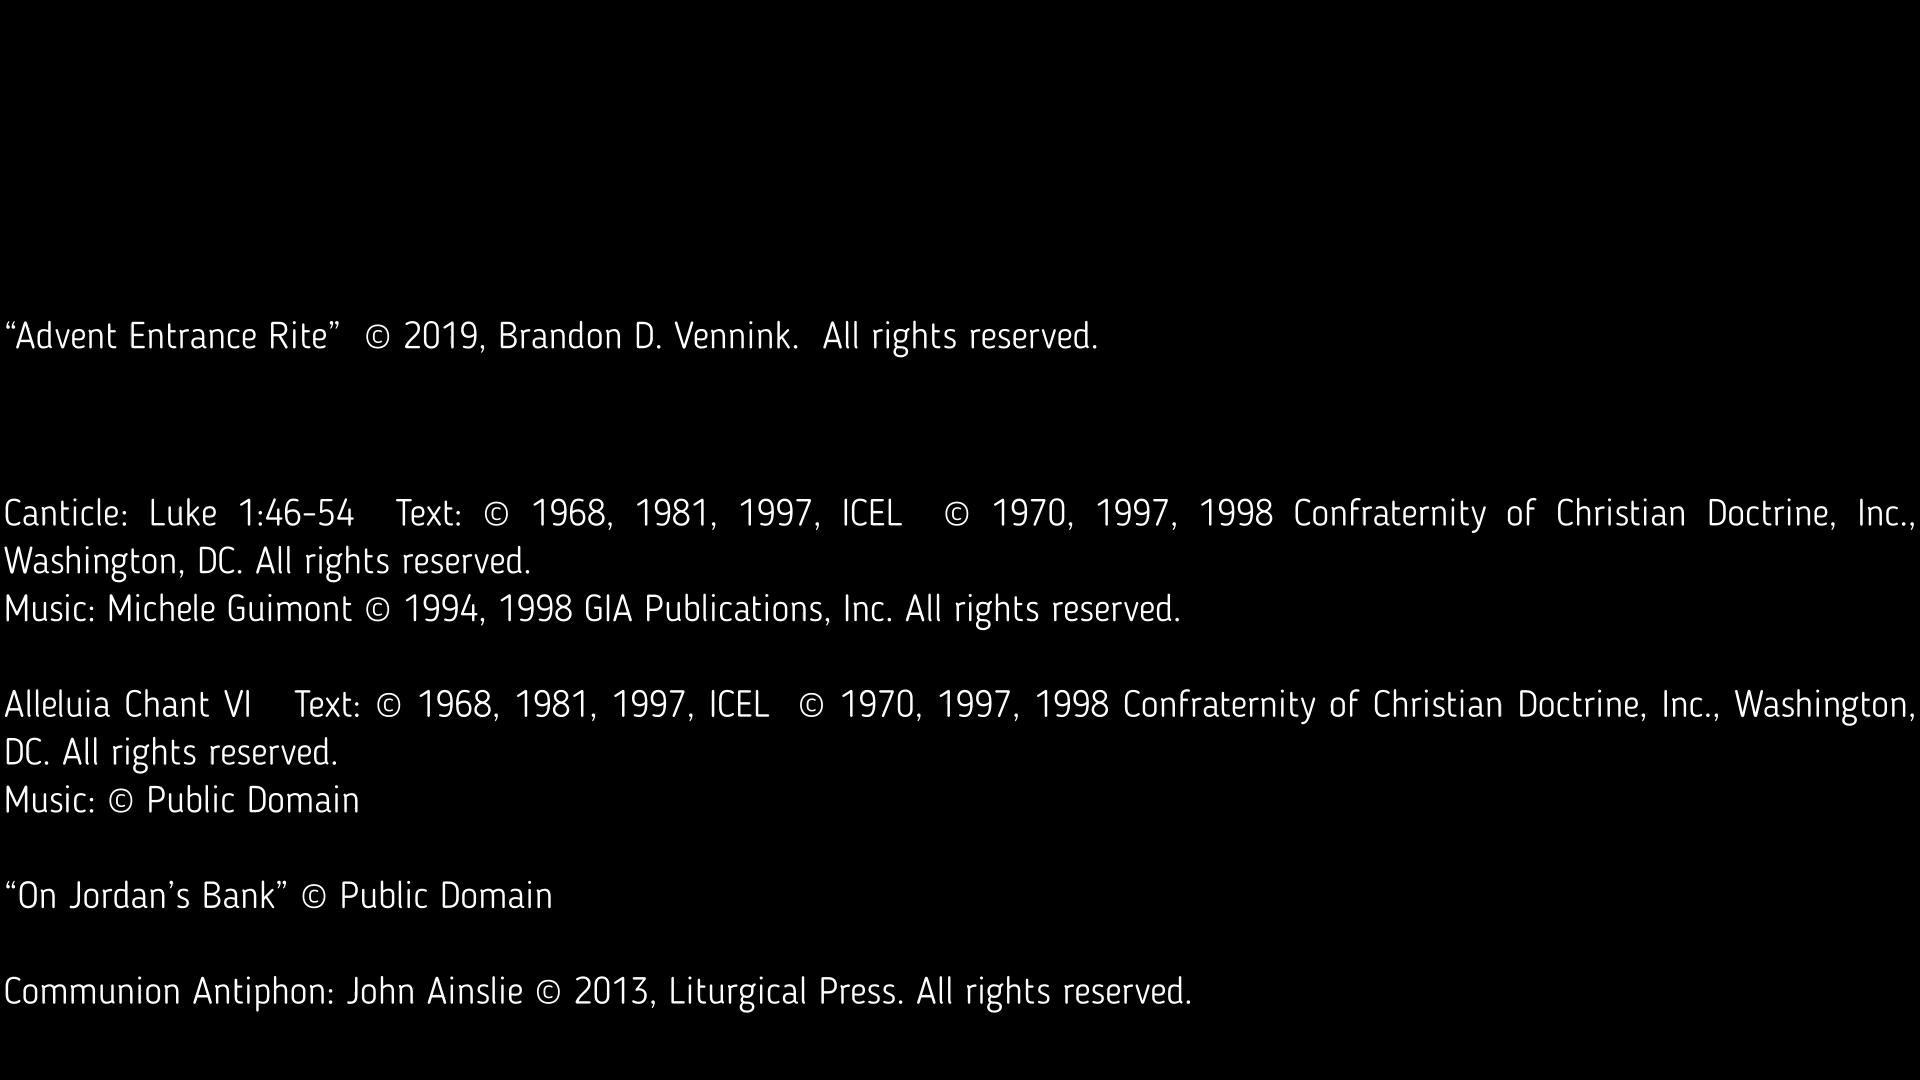 “Advent Entrance Rite”  © 2019, Brandon D. Vennink.  All rights reserved.
Canticle: Luke 1:46-54  Text: © 1968, 1981, 1997, ICEL  © 1970, 1997, 1998 Confraternity of Christian Doctrine, Inc.,
Washington, DC. All rights reserved.
Music: Michele Guimont © 1994, 1998 GIA Publications, Inc. All rights reserved.
Alleluia Chant VI   Text: © 1968, 1981, 1997, ICEL  © 1970, 1997, 1998 Confraternity of Christian Doctrine, Inc., Washington,
DC. All rights reserved.
Music: © Public Domain
“On Jordan’s Bank” © Public Domain
Communion Antiphon: John Ainslie © 2013, Liturgical Press. All rights reserved.